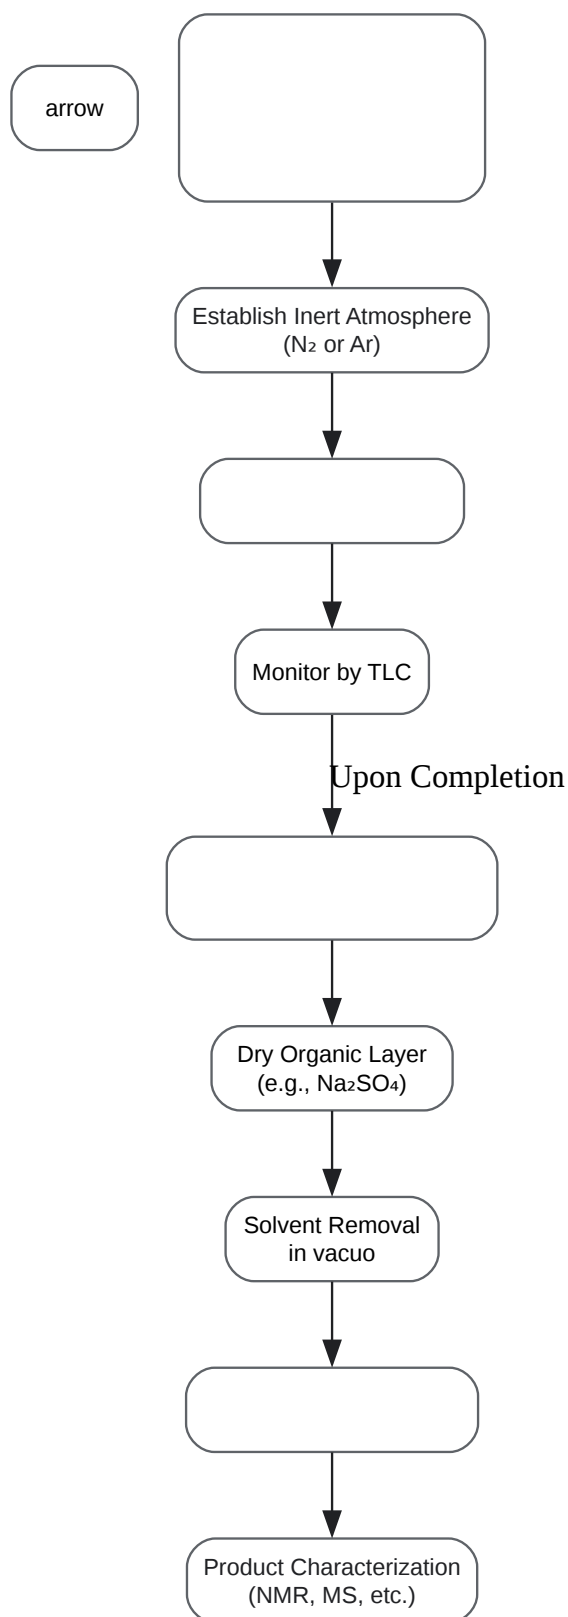 arrow
Establish Inert Atmosphere
(N₂ or Ar)
Monitor by TLC
Upon Completion
Dry Organic Layer
(e.g., Na₂SO₄)
Solvent Removal
in vacuo
Product Characterization
(NMR, MS, etc.)